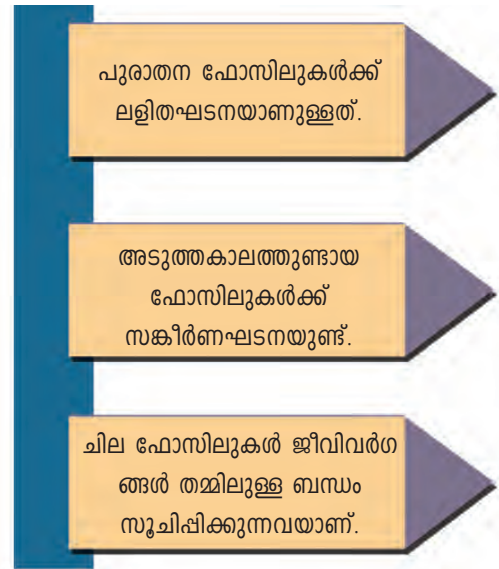 പുരാതന ഫോസിലുകൾക്ക്
ലളിതഘടനയാണുള്ളത്.
അടുത്തകാലത്തുണ്ടായ
ഫോസിലുകൾക്ക്
സങ്കീർണഘടനയുണ്ട്.
ചില ഫോസിലുകൾ ജീവിവർഗ
ങ്ങൾ തമ്മിലുള്ള ബന്ധം
സൂചിപ്പിക്കുന്നവയാണ്.